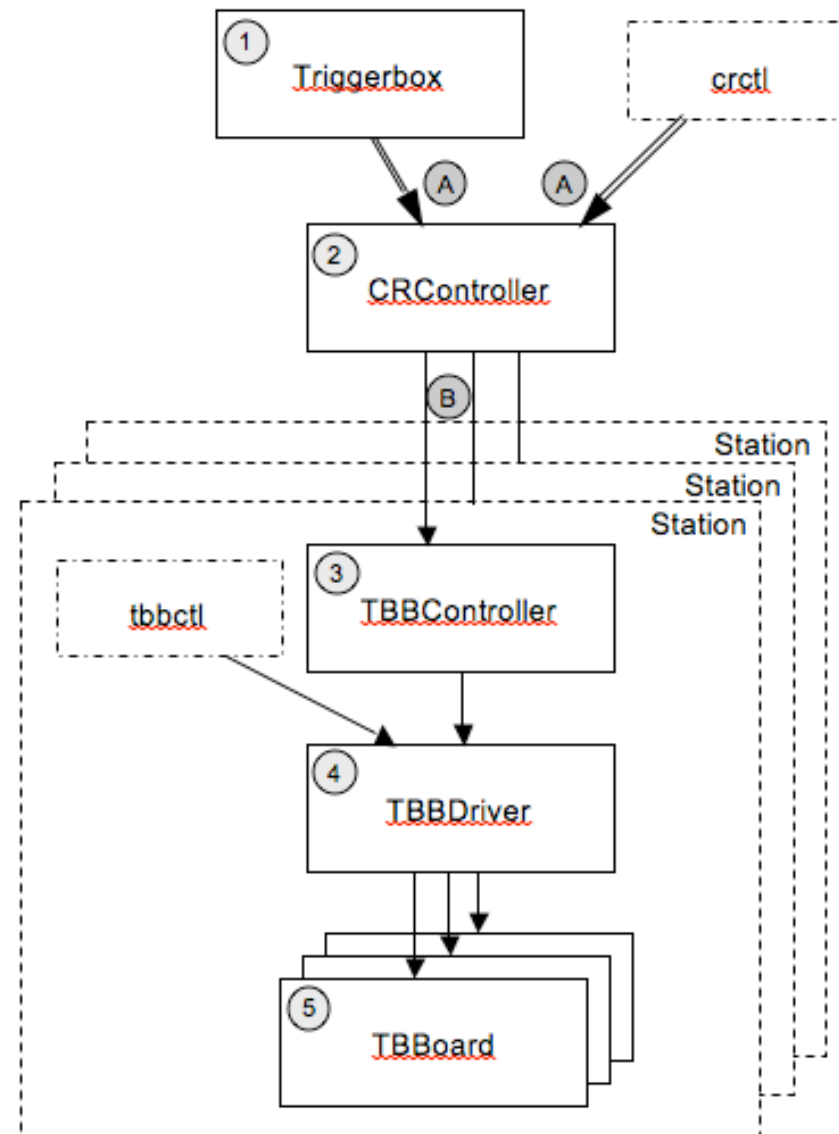 1
Triggerbox
crctl
A
A
2
CRController
B
Station
Station
Station
3
TBBController
tbbctl
4
TBBDriver
5
TBBoard